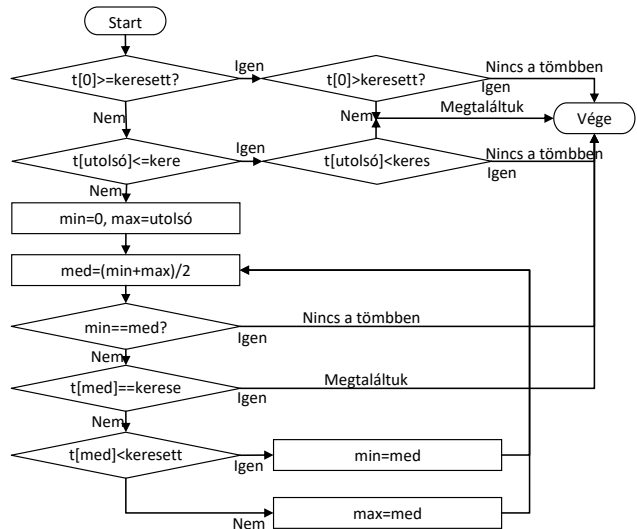 Start
Igen
Nincs a tömbben
t[0]>=keresett?
t[0]>keresett?
Igen
Nem
Nem
Megtaláltuk
Vége
Igen
Nincs a tömbben
t[utolsó]<=kere
t[utolsó]<keres
Igen
Nem
min=0, max=utolsó
med=(min+max)/2
min==med?
Nincs a tömbben
Igen
Nem
t[med]==kerese
Megtaláltuk
Igen
Nem
t[med]<keresett
Igen
min=med
Nem
max=med